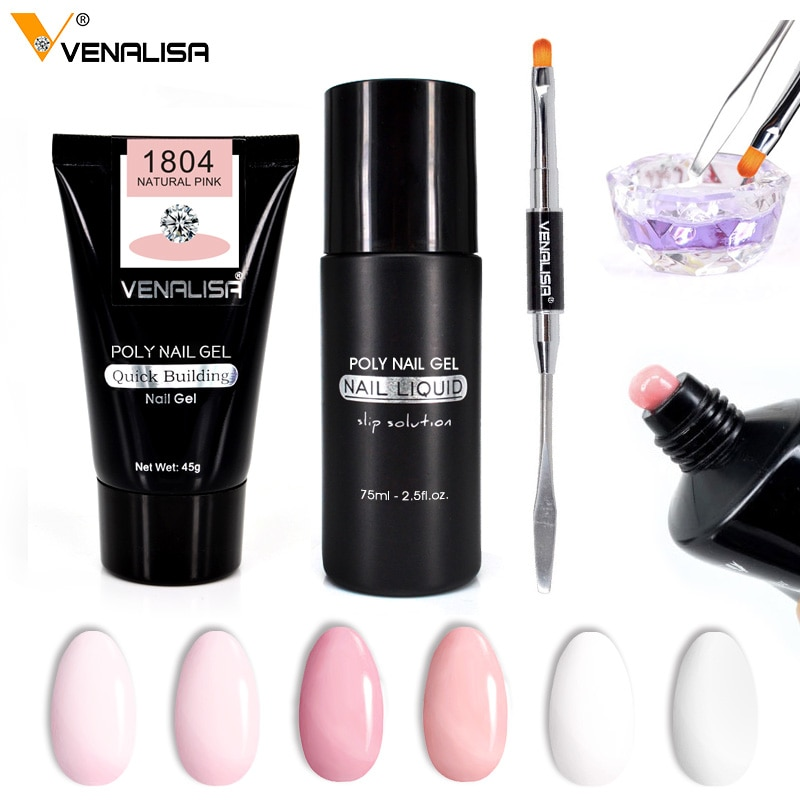 VENALISA®
1804
NATURAL PINK
VENALISA®
POLY NAIL GEL
Quick Building
Nail Gel
Net Wet: 45g
POLY NAIL GEL
NAIL LIQUID
slip solution
75ml - 2.5fl.oz.
VENALISA®